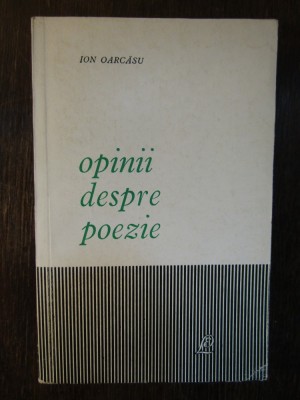 ION OARCĂSU
opinii
despre
poezie